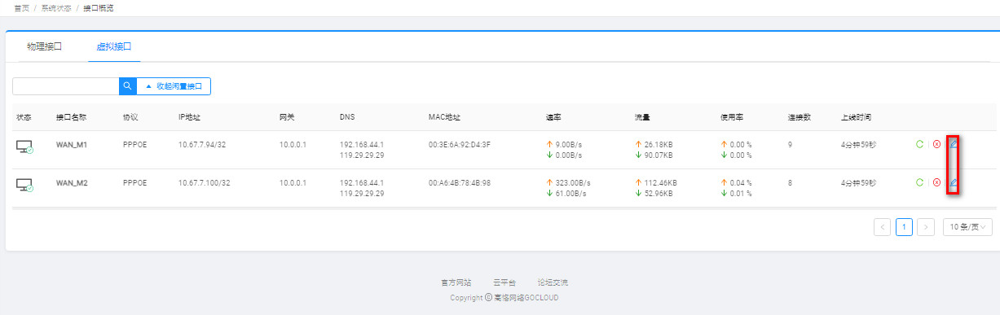 首页 / 系统状态 / 接口概览
物理接口 虚拟接口
收起闲置接口
状态 接口名称 协议 IP地址 网关 DNS MAC地址 速率 流量 使用率 连接数 上线时间
WAN_M1 PPPOE 10.67.7.94/32 10.0.0.1 192.168.44.1 00:3E:6A:92:D4:3F 9.00B/s 26.18KB 0.00 % 9 4分钟59秒
119.29.29.29 0.00B/s 90.07KB 0.00 %
WAN_M2 PPPOE 10.67.7.100/32 10.0.0.1 192.168.44.1 00:A6:4B:78:4B:98 323.00B/s 112.46KB 0.04 % 8 4分钟59秒
119.29.29.29 61.00B/s 52.96KB 0.01 %
< 1 > 10 条/页
官方网站 云平台 论坛交流
Copyright © 高恪网络GOCLOUD